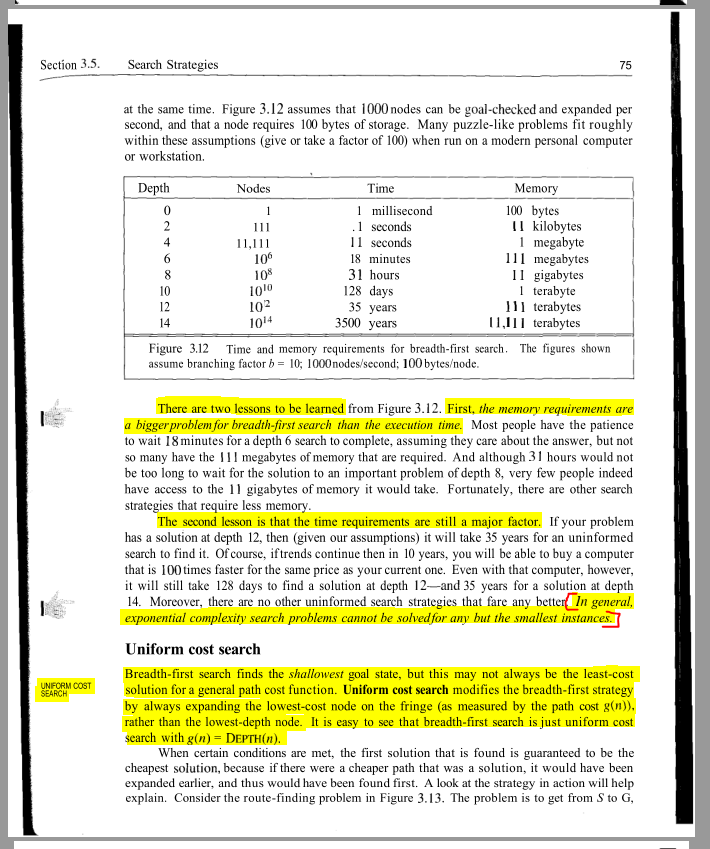 Section 3.5. Search Strategies 75
at the same time. Figure 3.12 assumes that 1000 nodes can be goal-checked and expanded per
second, and that a node requires 100 bytes of storage. Many puzzle-like problems fit roughly
within these assumptions (give or take a factor of 100) when run on a modern personal computer
or workstation.
Depth Nodes Time Memory
0 1 1 millisecond 100 bytes
2 111 .1 seconds 11 kilobytes
4 11,111 11 seconds 1 megabyte
6 10⁶ 18 minutes 111 megabytes
8 10⁸ 31 hours 11 gigabytes
10 10¹⁰ 128 days 1 terabyte
12 10'² 35 years 111 terabytes
14 10¹⁴ 3500 years 11,111 terabytes
Figure 3.12 Time and memory requirements for breadth-first search. The figures shown
assume branching factor b = 10; 1000 nodes/second; 100 bytes/node.
There are two lessons to be learned from Figure 3.12. First, the memory requirements are
a bigger problem for breadth-first search than the execution time. Most people have the patience
to wait 18 minutes for a depth 6 search to complete, assuming they care about the answer, but not
so many have the 111 megabytes of memory that are required. And although 31 hours would not
be too long to wait for the solution to an important problem of depth 8, very few people indeed
have access to the 11 gigabytes of memory it would take. Fortunately, there are other search
strategies that require less memory.
The second lesson is that the time requirements are still a major factor. If your problem
has a solution at depth 12, then (given our assumptions) it will take 35 years for an uninformed
search to find it. Of course, if trends continue then in 10 years, you will be able to buy a computer
that is 100 times faster for the same price as your current one. Even with that computer, however,
it will still take 128 days to find a solution at depth 12—and 35 years for a solution at depth
14. Moreover, there are no other uninformed search strategies that fare any better. In general,
exponential complexity search problems cannot be solved for any but the smallest instances.
Uniform cost search
UNIFORM COST
SEARCH
Breadth-first search finds the shallowest goal state, but this may not always be the least-cost
solution for a general path cost function. Uniform cost search modifies the breadth-first strategy
by always expanding the lowest-cost node on the fringe (as measured by the path cost g(n)),
rather than the lowest-depth node. It is easy to see that breadth-first search is just uniform cost
search with g(n) = DEPTH(n).
When certain conditions are met, the first solution that is found is guaranteed to be the
cheapest solution, because if there were a cheaper path that was a solution, it would have been
expanded earlier, and thus would have been found first. A look at the strategy in action will help
explain. Consider the route-finding problem in Figure 3.13. The problem is to get from S to G,